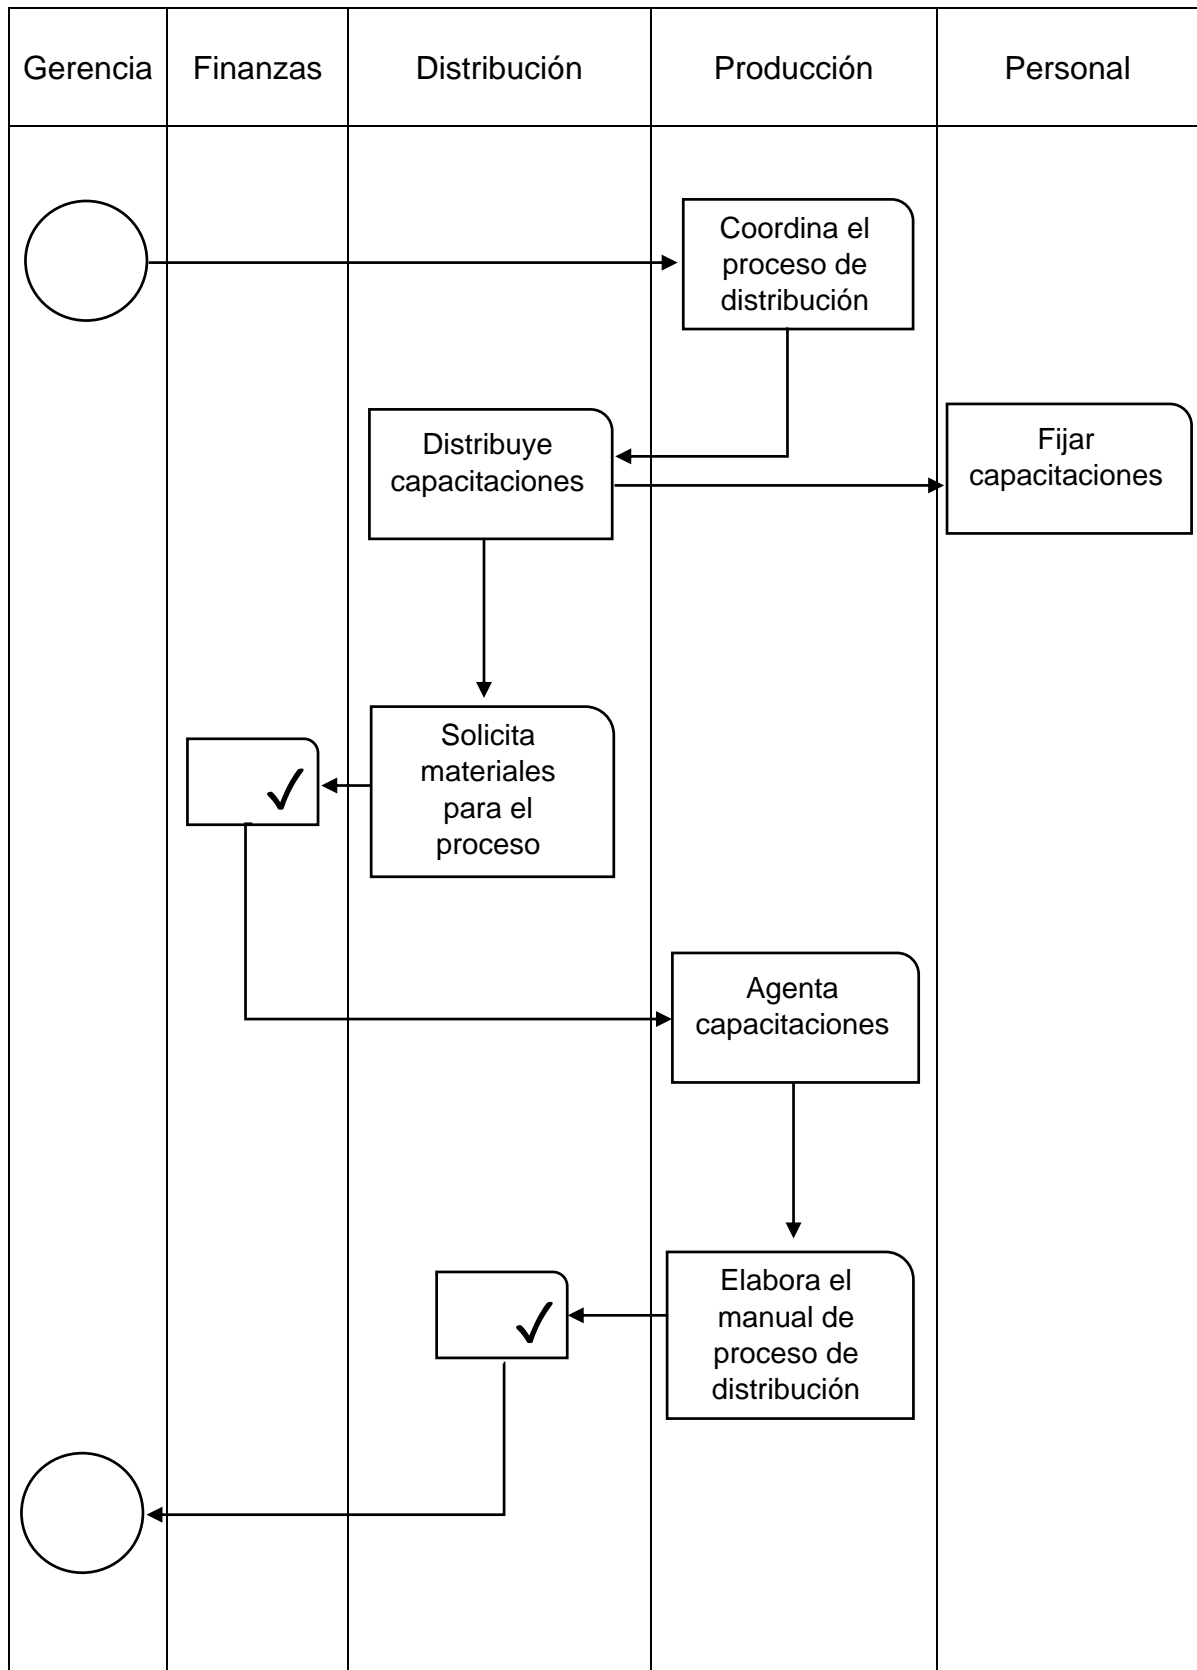 Gerencia
Finanzas
Distribución
Producción
Personal
Coordina el
proceso de
distribución
Distribuye
capacitaciones
Fijar
capacitaciones
Solicita
materiales
para el
proceso
✓
Agenta
capacitaciones
Elabora el
manual de
proceso de
distribución
✓